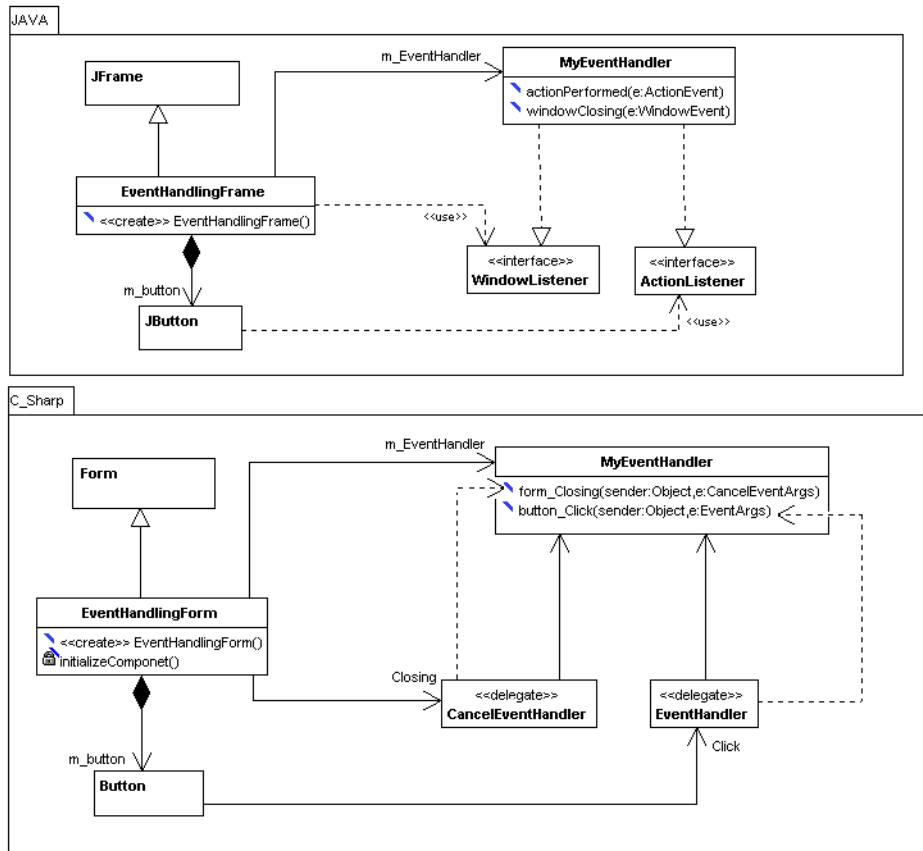 JAVA
m_EventHandler
MyEventHandler
JFrame
actionPerformed(e:ActionEvent)
windowClosing(e:WindowEvent)
EventHandlingFrame
<<create>> EventHandlingFrame()
<<use>>
<<interface>>
WindowListener
<<interface>>
ActionListener
m_button
JButton
<<use>>
C_Sharp
m_EventHandler
MyEventHandler
Form
form_Closing(sender:Object,e:CancelEventArgs)
button_Click(sender:Object,e:EventArgs)
EventHandlingForm
<<create>> EventHandlingForm()
initializeComponet()
Closing
<<delegate>>
CancelEventHandler
<<delegate>>
EventHandler
Click
m_button
Button